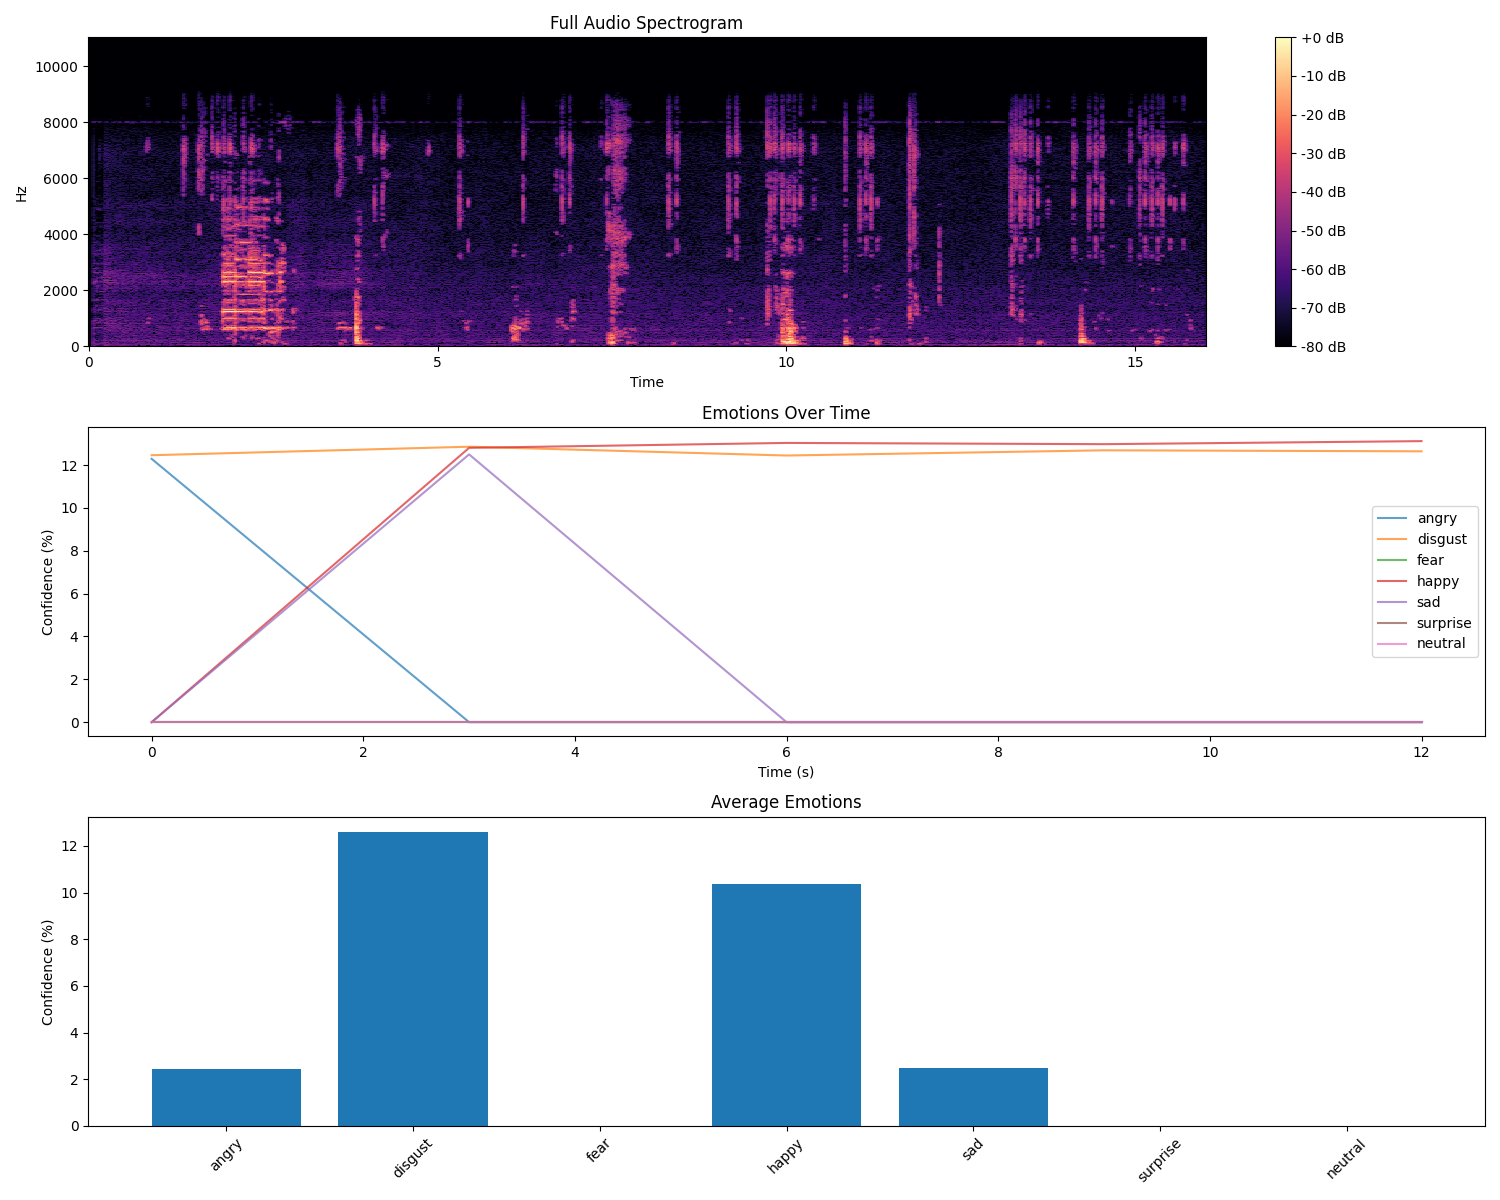 Full Audio Spectrogram
10000
8000
6000
4000
2000
0
Hz
0 5 10 15
Time
+0 dB
-10 dB
-20 dB
-30 dB
-40 dB
-50 dB
-60 dB
-70 dB
-80 dB
Emotions Over Time
12
10
8
6
4
2
0
Confidence (%)
0 2 4 6 8 10 12
Time (s)
angry
disgust
fear
happy
sad
surprise
neutral
Average Emotions
12
10
8
6
4
2
0
Confidence (%)
angry disgust fear happy sad surprise neutral